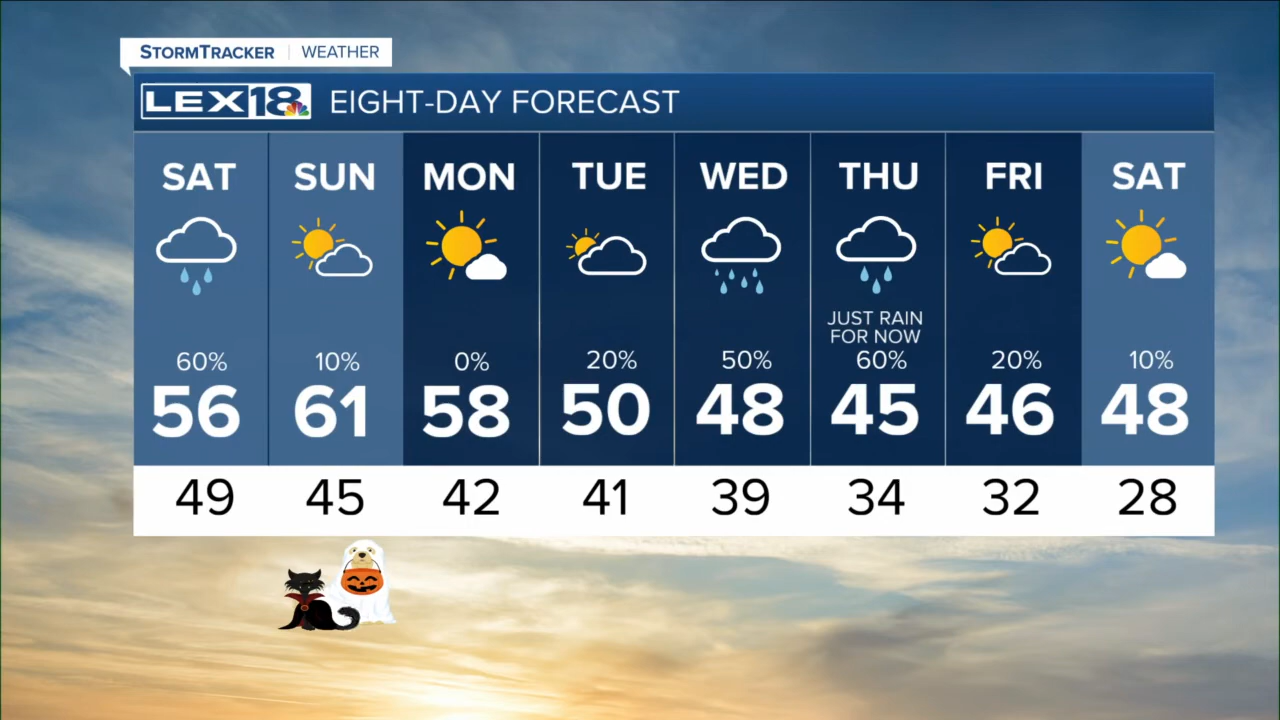 STORMTRACKER | WEATHER
LEX18 EIGHT-DAY FORECAST
SAT SUN MON TUE WED THU FRI SAT
JUST RAIN
FOR NOW
60% 10% 0% 20% 50% 60% 20% 10%
56 61 58 50 48 45 46 48
49 45 42 41 39 34 32 28